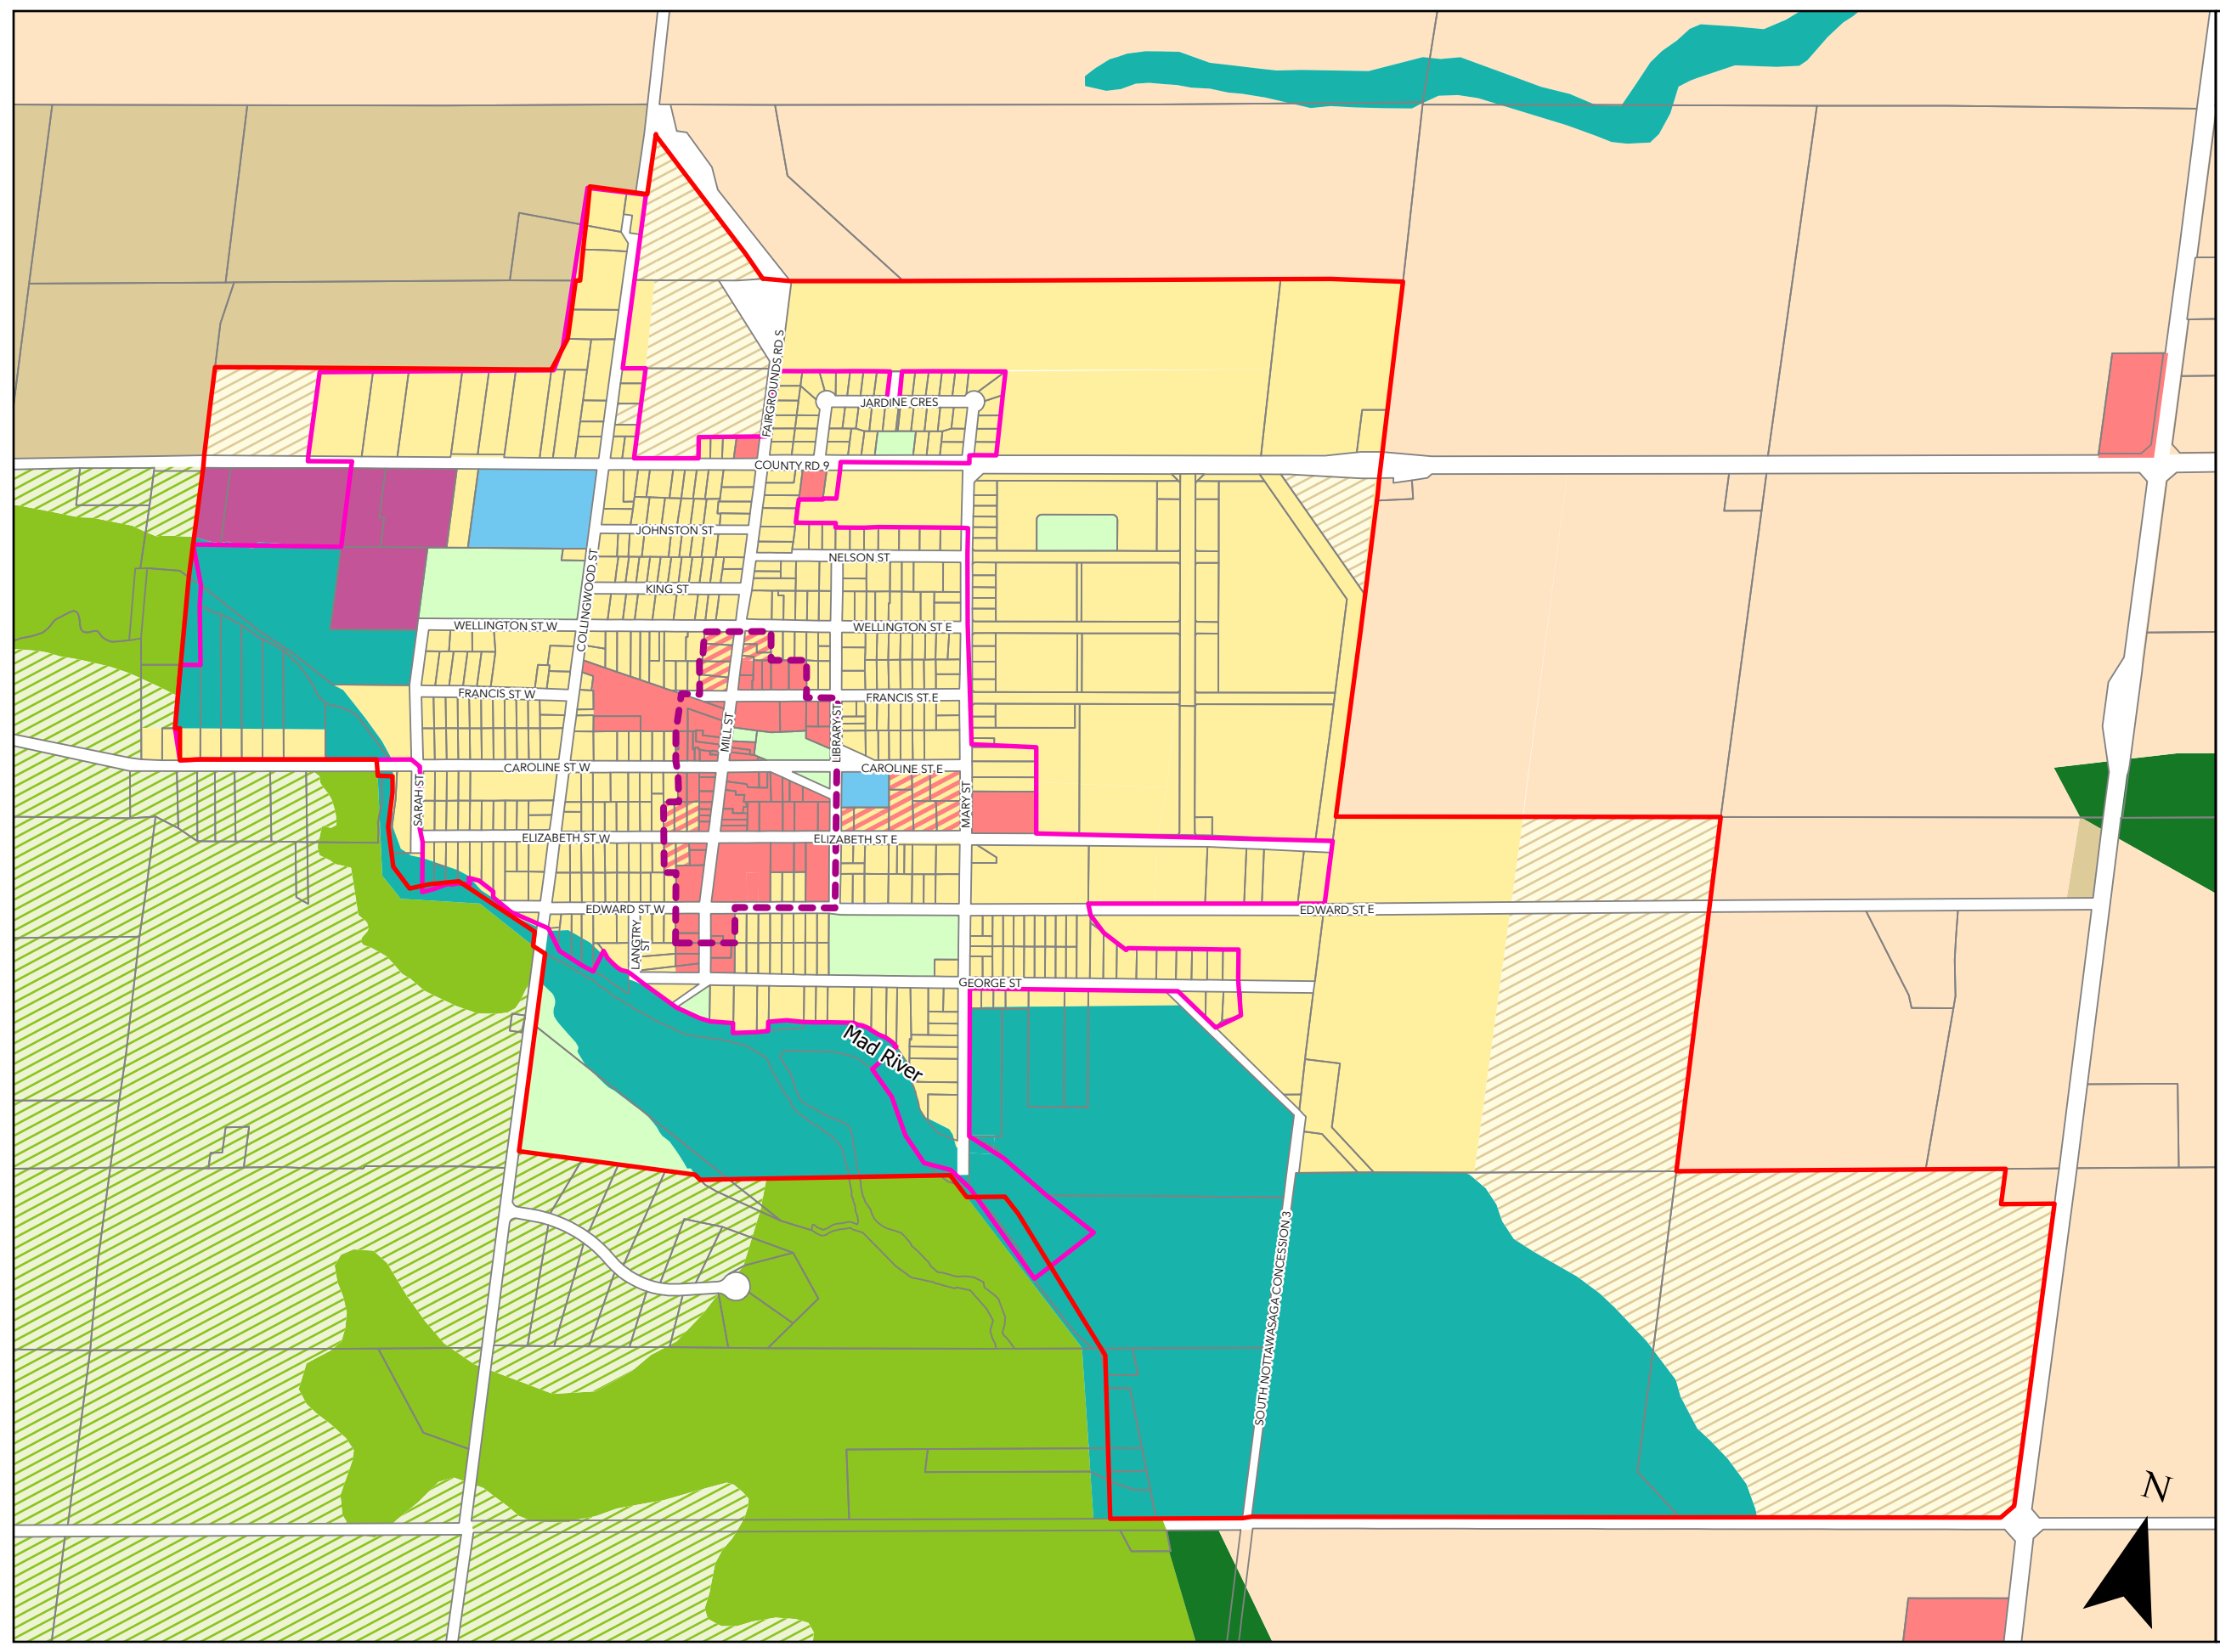 FAIRGROUNDS RD S
JARDINE CRES
COUNTY RD 9
JOHNSTON ST
NELSON ST
COLLINGWOOD ST
KING ST
WELLINGTON ST W
WELLINGTON ST E
FRANCIS ST W
FRANCIS ST E
MILL ST
LIBRARY ST
CAROLINE ST W
CAROLINE ST E
SARAH ST
MARY ST
ELIZABETH ST W
ELIZABETH ST E
EDWARD ST W
EDWARD ST E
LANGTRY
ST
GEORGE ST
Mad River
SOUTH NOTTAWASAGA CONCESSION 3
N